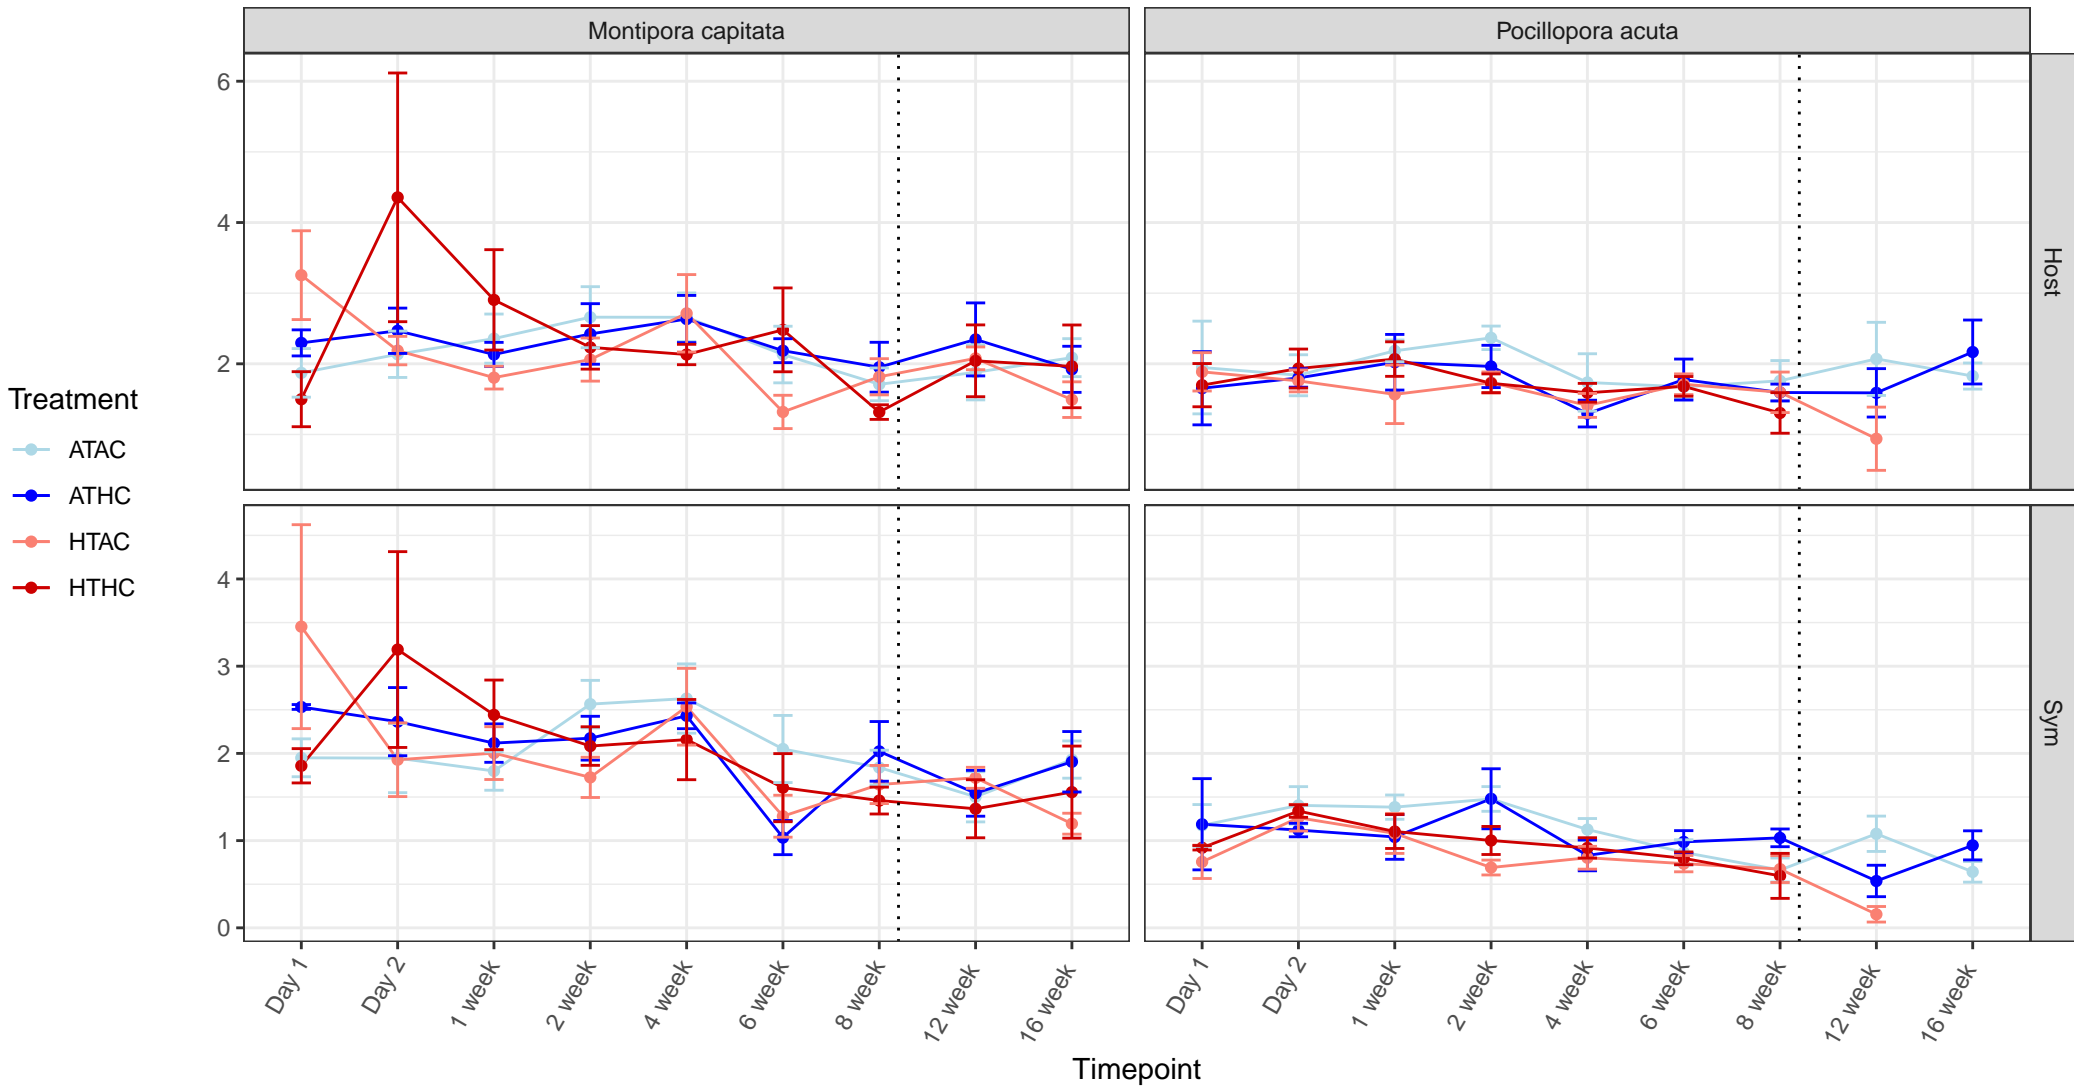 Montipora capitata
Pocillopora acuta
6
4
2
Host
4
3
2
1
0
Sym
Treatment
ATAC
ATHC
HTAC
HTHC
Day 1
Day 2
1 week
2 week
4 week
6 week
8 week
12 week
16 week
Day 1
Day 2
1 week
2 week
4 week
6 week
8 week
12 week
16 week
Timepoint